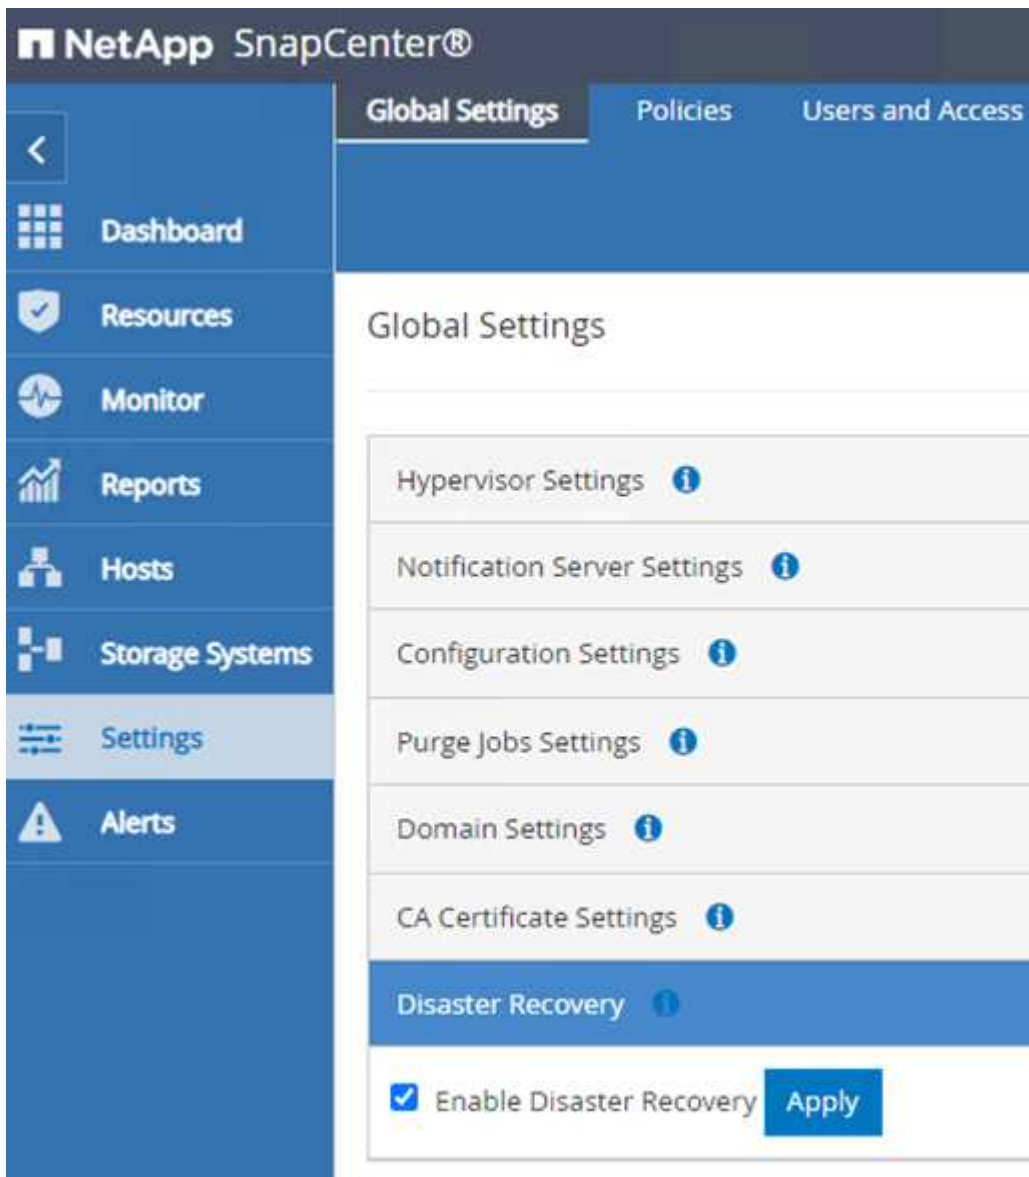 NetApp SnapCenter®
Global Settings Policies Users and Access
Dashboard
Resources
Monitor
Reports
Hosts
Storage Systems
Settings
Alerts
Global Settings
Hypervisor Settings
Notification Server Settings
Configuration Settings
Purge Jobs Settings
Domain Settings
CA Certificate Settings
Disaster Recovery
Enable Disaster Recovery Apply